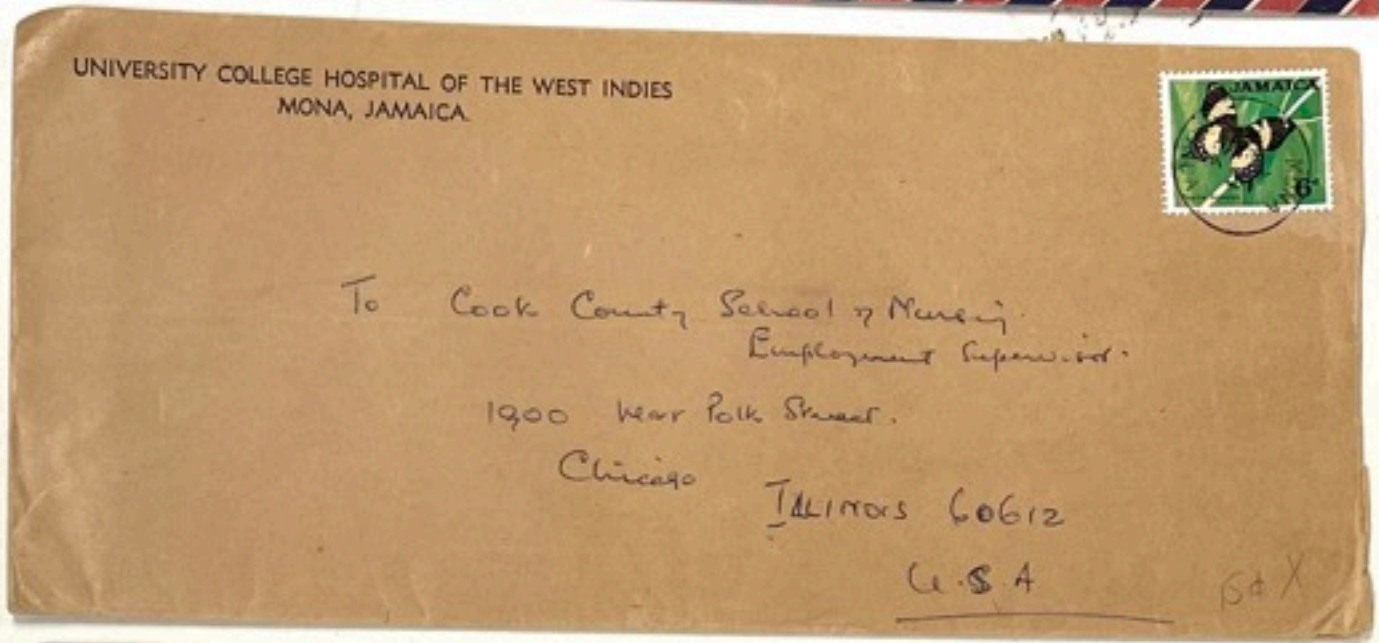 UNIVERSITY COLLEGE HOSPITAL OF THE WEST INDIES
MONA, JAMAICA.
JAMAICA
6d
To Cook County School of Nursing.
Employment Supervisor.
1900 West Polk Street.
Chicago
ILLINOIS 60612
U.S.A
15¢ X